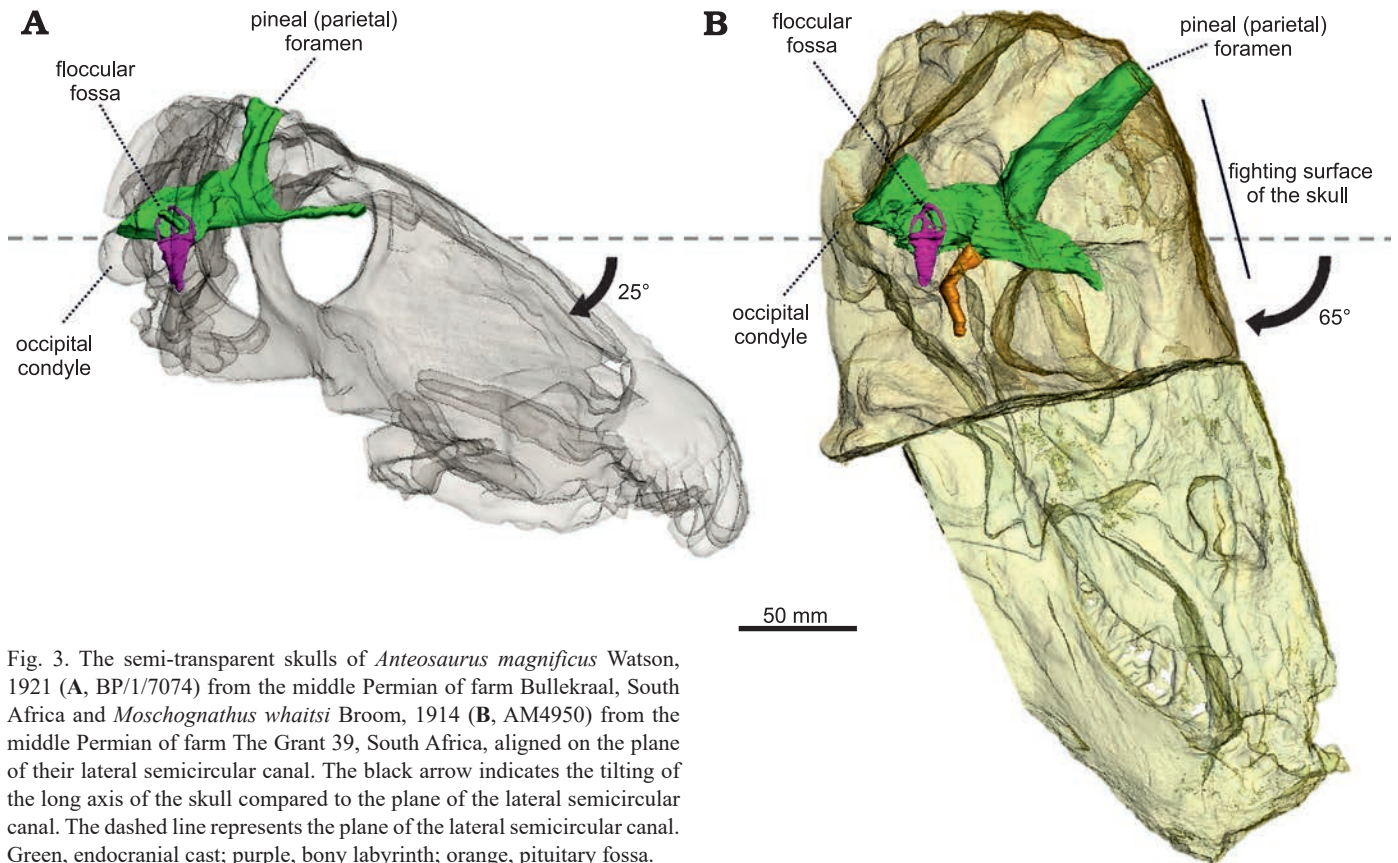 A
pineal (parietal)
foramen
floccular
fossa
25°
occipital
condyle
B
floccular
fossa
pineal (parietal)
foramen
fighting surface
of the skull
occipital
condyle
65°
50 mm
Fig. 3. The semi-transparent skulls of Anteosaurus magnificus Watson,
1921 (A, BP/1/7074) from the middle Permian of farm Bullekraal, South
Africa and Moschognathus whaitsi Broom, 1914 (B, AM4950) from the
middle Permian of farm The Grant 39, South Africa, aligned on the plane
of their lateral semicircular canal. The black arrow indicates the tilting of
the long axis of the skull compared to the plane of the lateral semicircular
canal. The dashed line represents the plane of the lateral semicircular canal.
Green, endocranial cast; purple, bony labyrinth; orange, pituitary fossa.